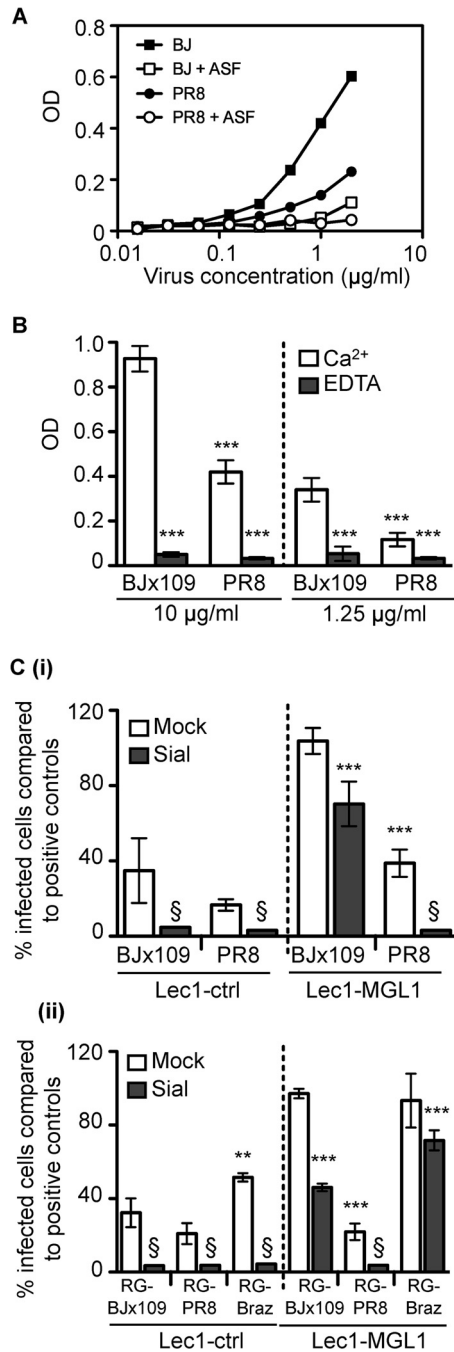 A
OD
0.8
0.6
0.4
0.2
0
BJ
BJ + ASF
PR8
PR8 + ASF
0.01 0.1 1 10
Virus concentration (µg/ml)
B
OD
1.0
0.8
0.6
0.4
0.2
0
Ca²⁺
EDTA
*** *** *** *** *** ***
BJx109 PR8 BJx109 PR8
10 µg/ml 1.25 µg/ml
C (i)
% infected cells compared
to positive controls
120
80
40
0
Mock
Sial
§ § *** *** §
BJx109 PR8 BJx109 PR8
Lec1-ctrl Lec1-MGL1
(ii)
% infected cells compared
to positive controls
120
80
40
0
Mock
Sial
§ § ** § *** *** § ***
RG- RG- RG- RG- RG- RG-
BJx109 PR8 Braz BJx109 PR8 Braz
Lec1-ctrl Lec1-MGL1